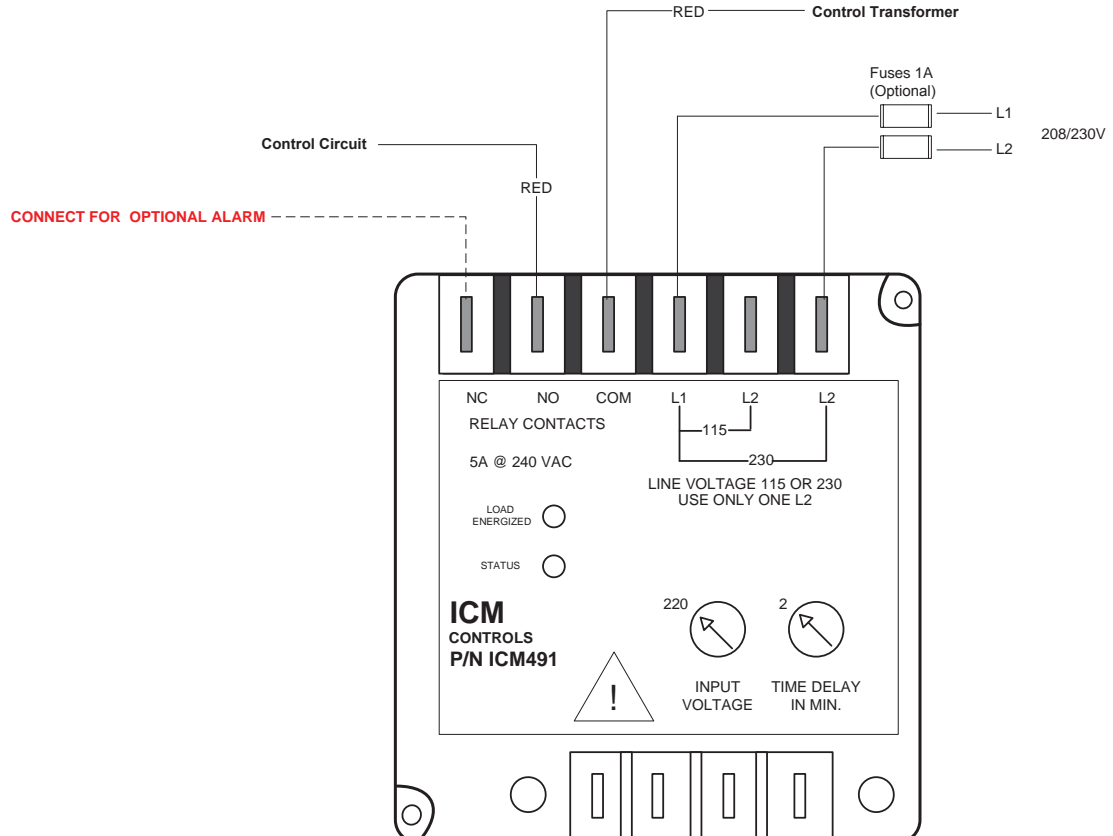 RED
Control Transformer
Fuses 1A
(Optional)
L1
208/230V
L2
Control Circuit
RED
CONNECT FOR OPTIONAL ALARM
NC NO COM L1 L2 L2
RELAY CONTACTS
115
5A @ 240 VAC
230
LINE VOLTAGE 115 OR 230
USE ONLY ONE L2
LOAD
ENERGIZED
STATUS
ICM
CONTROLS
P/N ICM491
220
2
!
INPUT
VOLTAGE
TIME DELAY
IN MIN.